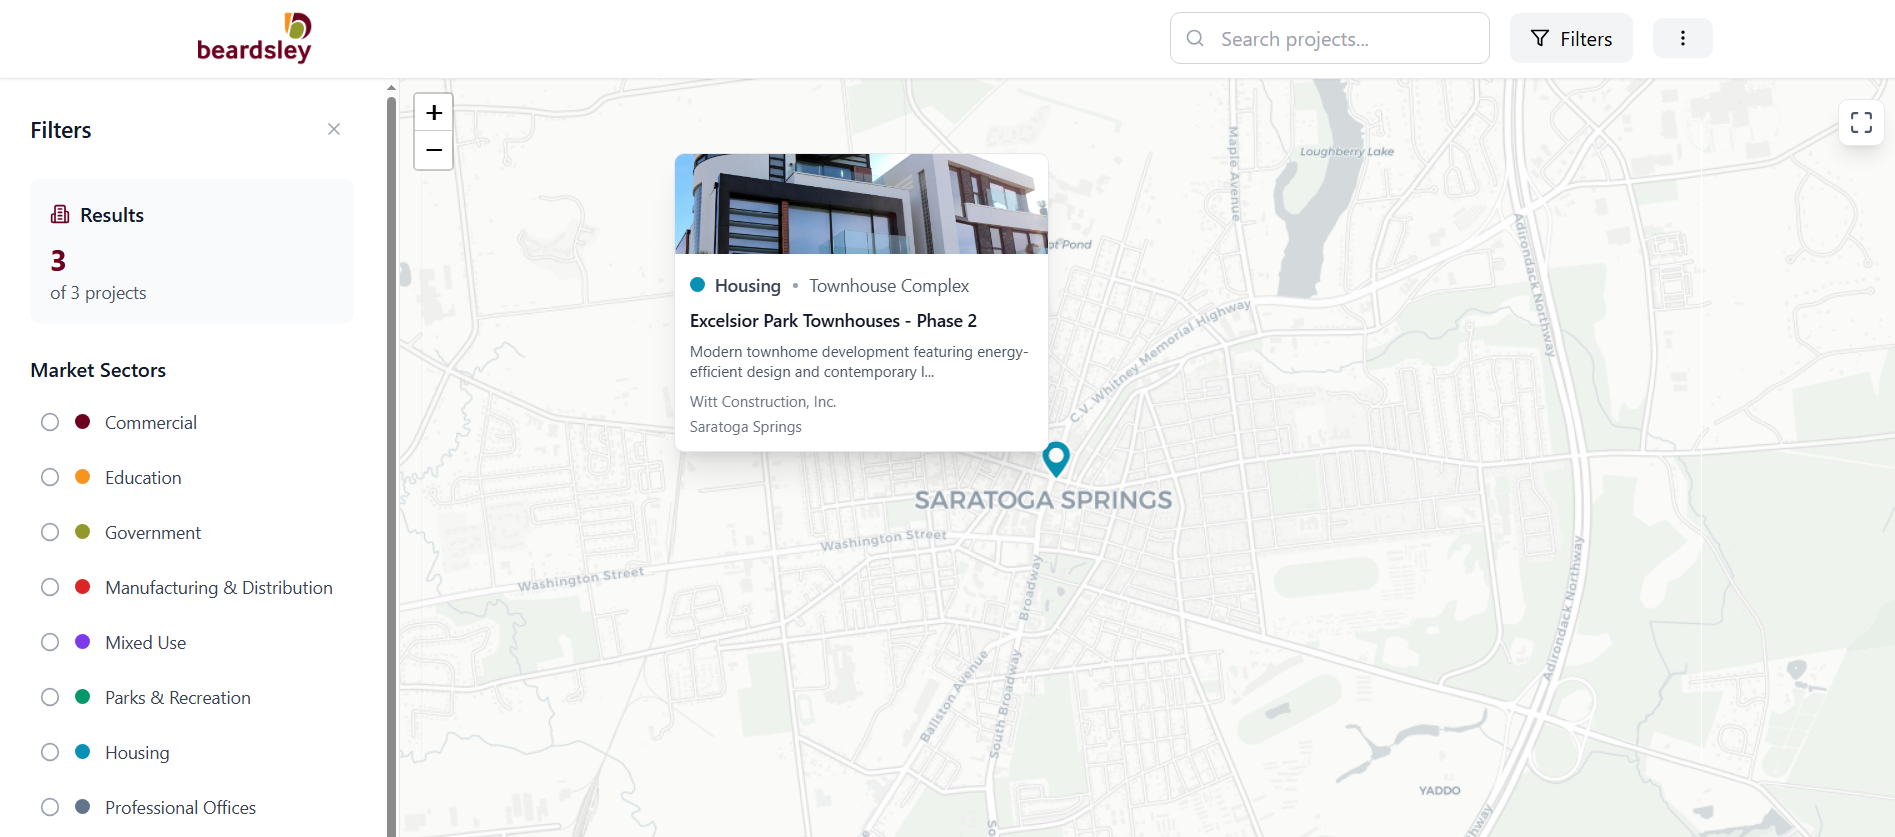 beardsley
Search projects...
Filters
Filters
Results
3
of 3 projects
Market Sectors
Commercial
Education
Government
Manufacturing & Distribution
Mixed Use
Parks & Recreation
Housing
Professional Offices
+
−
Housing • Townhouse Complex
Excelsior Park Townhouses - Phase 2
Modern townhome development featuring energy-
efficient design and contemporary l...
Witt Construction, Inc.
Saratoga Springs
Maple Avenue
Loughberry Lake
Pond
Adirondack Northway
C.V. Whitney Memorial Highway
SARATOGA SPRINGS
Washington Street
Washington Street
Broadway
Adirondack Northway
Ballston Avenue
South Broadway
YADDO